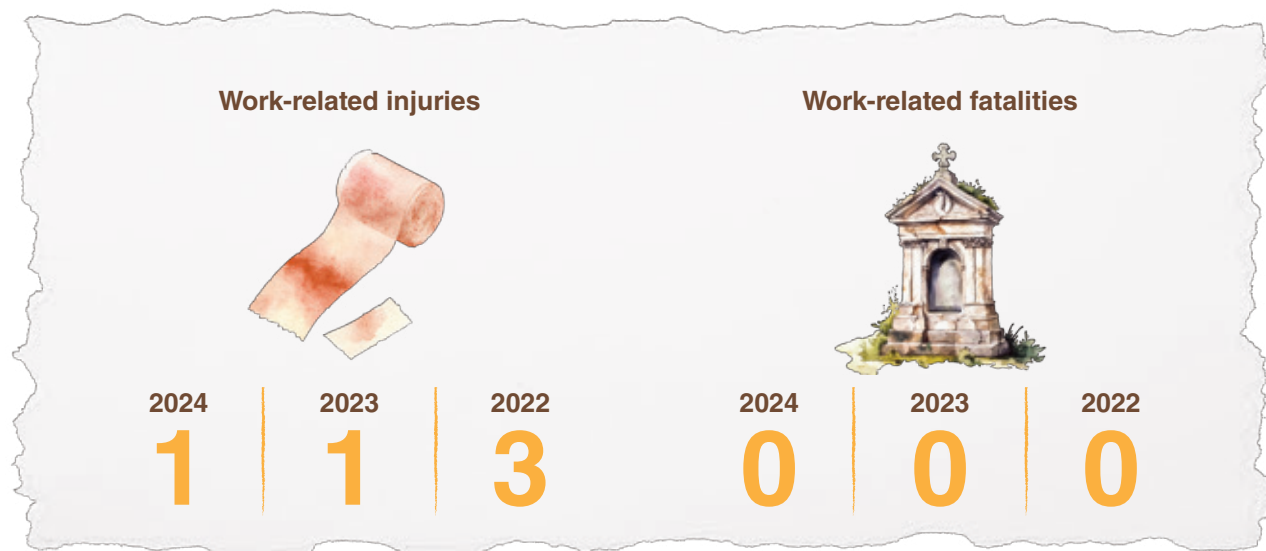 Work-related injuries
2024 2023 2022
1 1 3
Work-related fatalities
2024 2023 2022
0 0 0